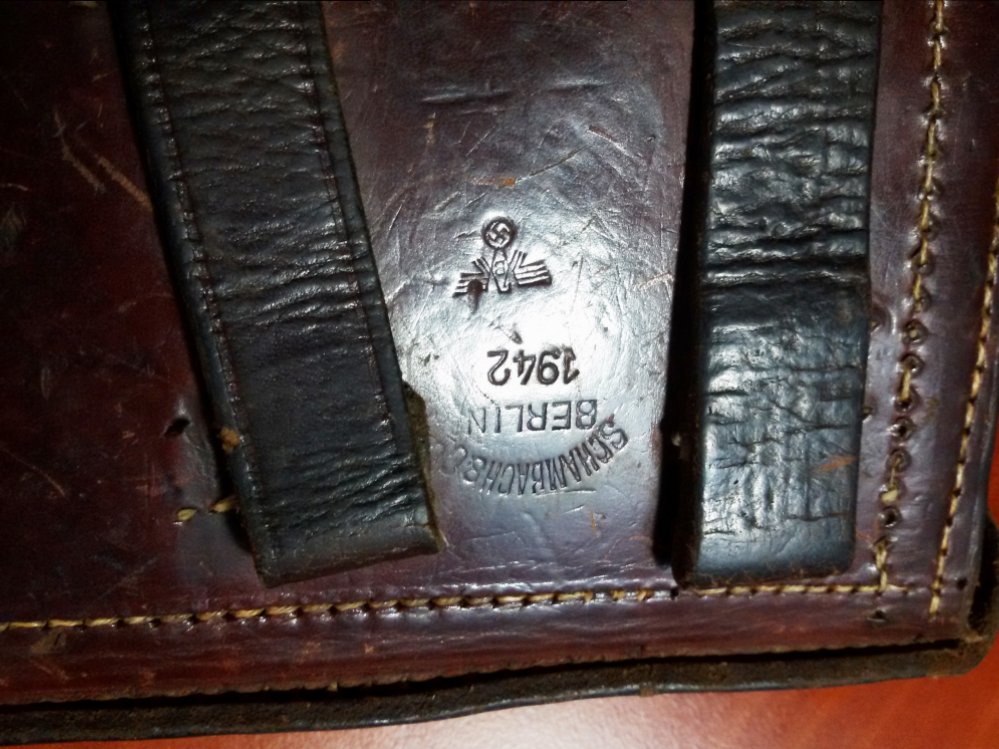 SCHAMBACH &
BERLIN
1942